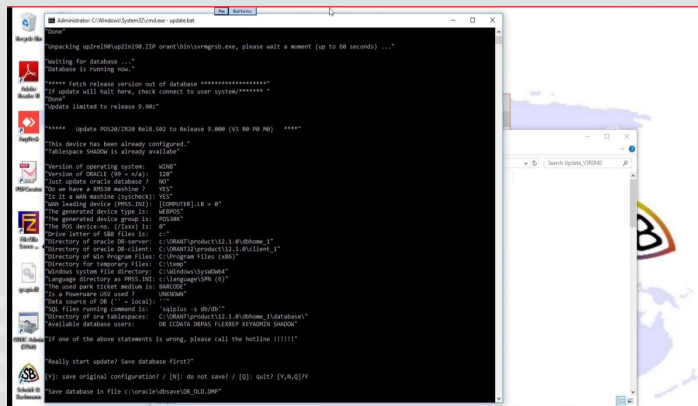 Administrator: C:\Windows\System32\cmd.exe - update.bat
"Done"
"Unpacking up2rel90\up2ini90.ZIP orant\bin\svrmgrsb.exe, please wait a moment (up to 60 seconds) ..."
"Waiting for database ..."
"Database is running now."
"***** Fetch release version out of database *******************"
"If update will halt here, check connect to user system/******* "
"Done"
"Update limited to release 9.90z"
"***** Update POS20/ZR20 Rel8.502 to Release 9.000 (V3 R0 P0 M0) ****"
"This device has been already configured."
"Tablespace SHADOW is already availabe"
"Version of operating system: WIN8"
"Version of ORACLE (99 = n/a): 120"
"Just update oracle database ? NO"
"Do we have a XMS30 machine ? YES"
"Is It a WAN machine (syscheck): YES"
"WAN leading device (PMSS.INI): [COMPUTER].LR = 0"
"The generated device type is: WEBPOS"
"The generated device group is: POS30X"
"The POS device-no. (/Ixxx) is: 0"
"Drive letter of S&B files is: c:"
"Directory of oracle DB-server: C:\ORANT\product\12.1.0\dbhome_1"
"Directory of oracle DB-client: C:\ORANT32\product\12.1.0\client_1"
"Directory of Win Program Files: C:\Program Files (x86)"
"Directory for temporary Files: C:\temp"
"Windows system file directory: C:\Windows\SysWOW64"
"Language directory as PMSS.INI: c:\language\SPN (6)"
"The used park ticket medium is: BARCODE"
"Is a Powerware USV used ? UNKNOWN"
"Data source of DB ('' = local): ''"
"SQL files running command is: 'sqlplus -s db/db'"
"Directory of ora tablespaces: C:\ORANT\product\12.1.0\dbhome_1\database\"
"Available database users: DB CCDATA DBPAS FLEXREP KEYADMIN SHADOW"
"If one of the above statements is wrong, please call the hotline !!!!!!"
"Really start update? Save database first?"
[Y]: save original configuration? / [N]: do not save? / [Q]: quit? [Y,N,Q]?Y
"Save database in file c:\oracle\dbsave\DB_OLD.DMP"
Search Update_V3R0M0
Recycle Bin
Adobe
Reader XI
AnyDesk
PDFCreator
FileZilla
Server ...